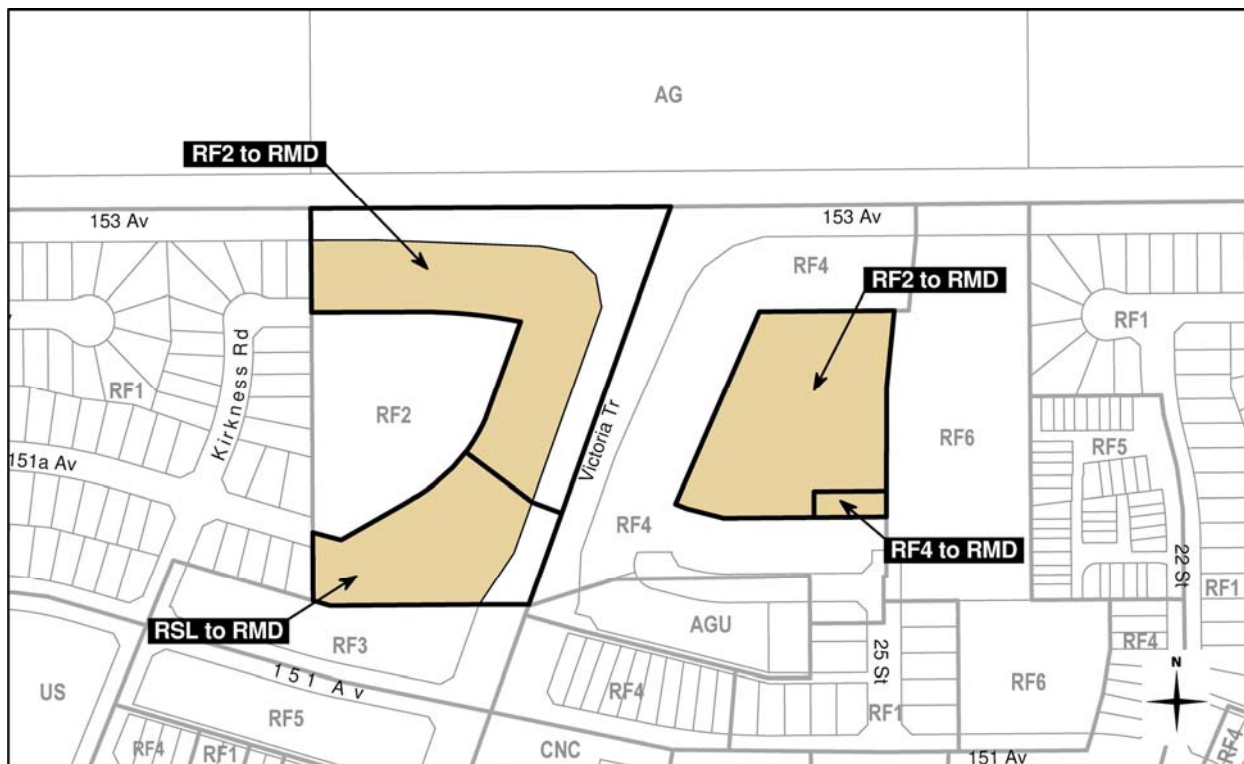 AG
RF2 to RMD
153 Av
153 Av
RF4
RF2 to RMD
RF1
Kirkness Rd
RF1
RF2
Victoria Tr
RF6
RF5
151a Av
RF4
RF4 to RMD
22 St
RF1
RSL to RMD
RF3
AGU
25 St
RF4
N
US
151 Av
RF4
RF6
RF5
RF1
RF4
RF1
CNC
151 Av
RF4